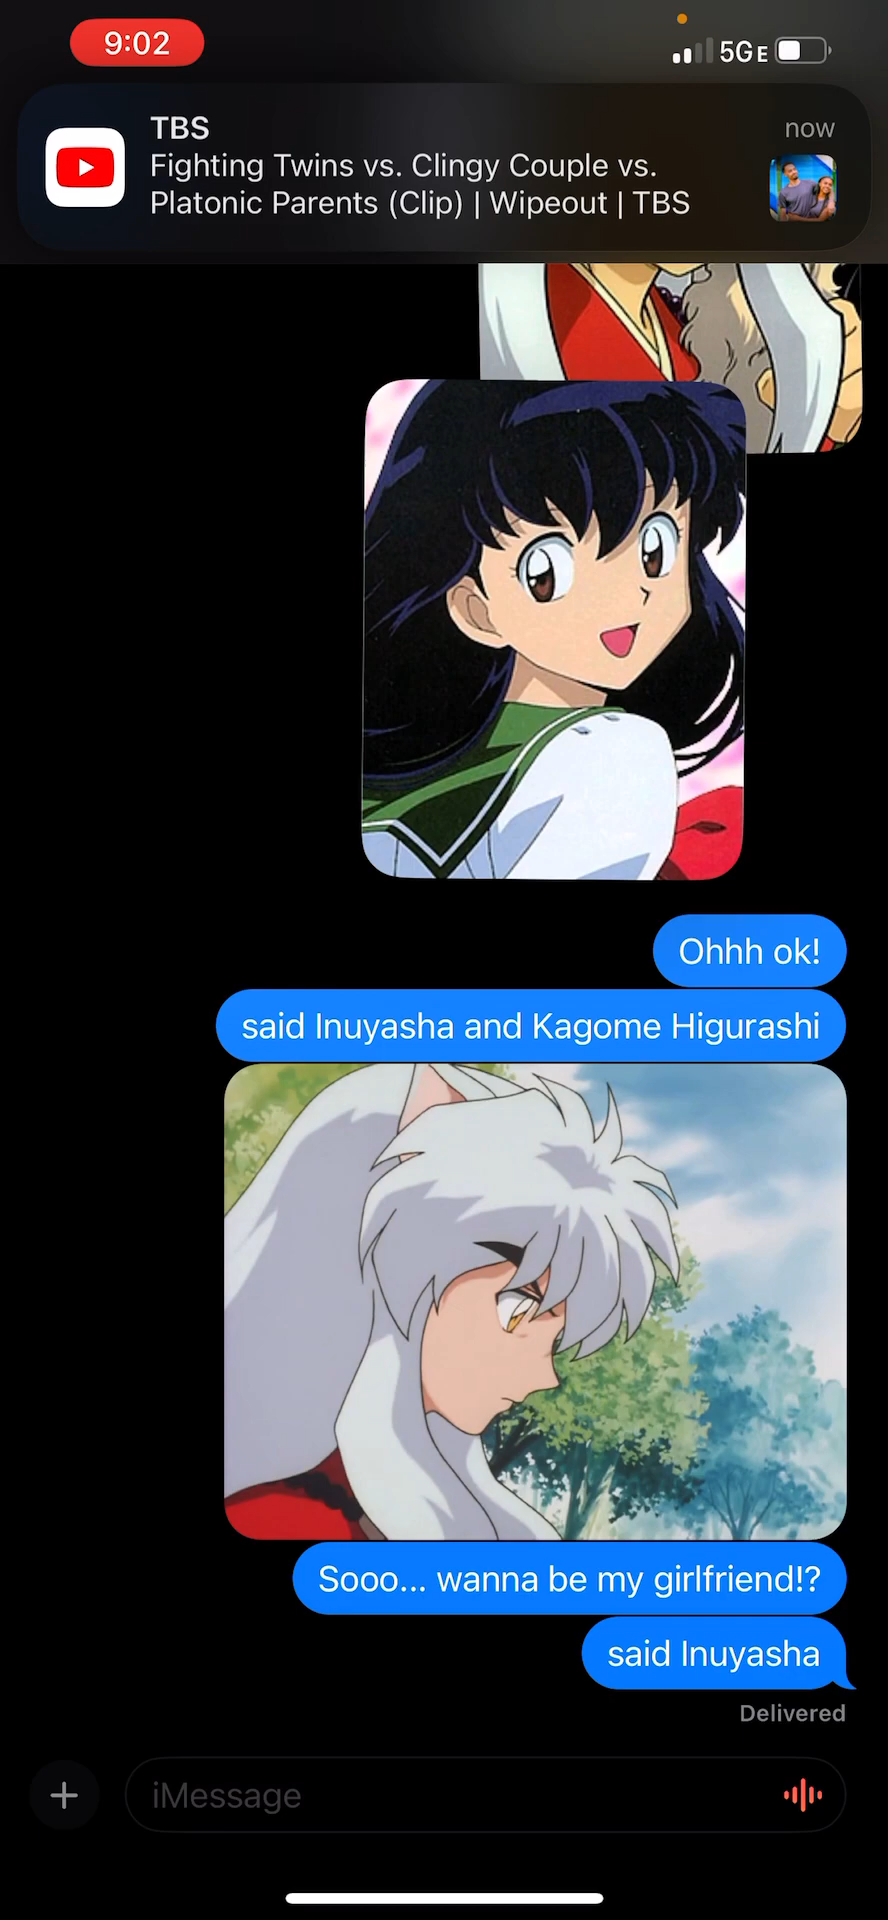 9:02
5GE
TBS
now
Fighting Twins vs. Clingy Couple vs.
Platonic Parents (Clip) | Wipeout | TBS
Ohhh ok!
said Inuyasha and Kagome Higurashi
Sooo... wanna be my girlfriend!?
said Inuyasha
Delivered
iMessage